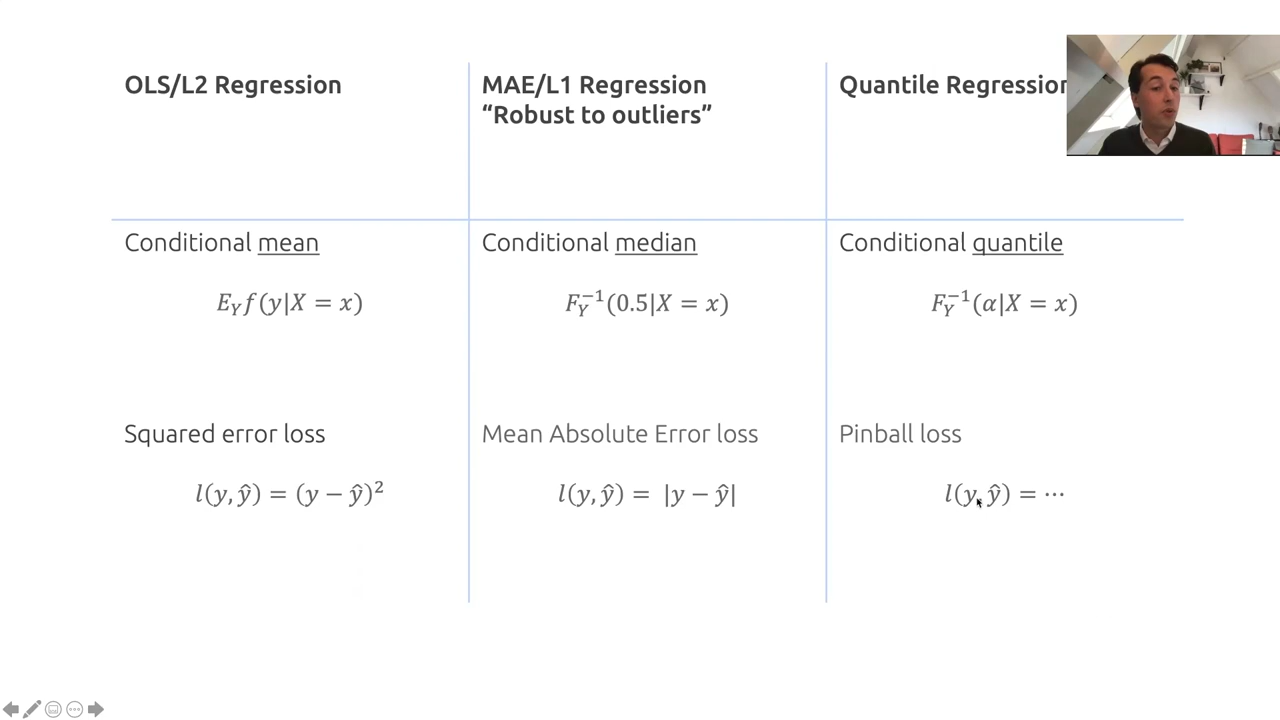 OLS/L2 Regression
MAE/L1 Regression
“Robust to outliers”
Quantile Regression
Conditional mean
E_Y f(y|X = x)
Conditional median
F_Y^{-1}(0.5|X = x)
Conditional quantile
F_Y^{-1}(α|X = x)
Squared error loss
l(y, ŷ) = (y − ŷ)²
Mean Absolute Error loss
l(y, ŷ) = |y − ŷ|
Pinball loss
l(y, ŷ) = ⋯